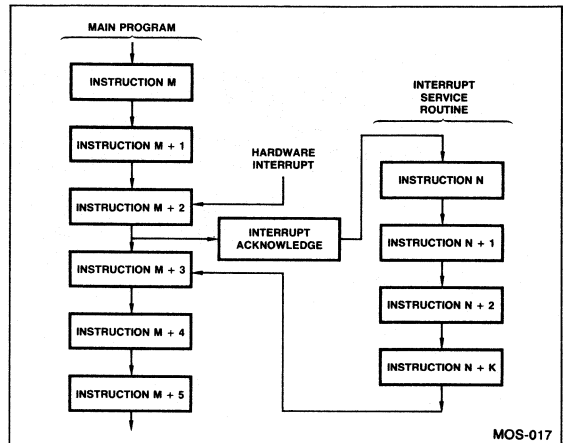 MAIN PROGRAM
INSTRUCTION M
INSTRUCTION M + 1
INSTRUCTION M + 2
INSTRUCTION M + 3
INSTRUCTION M + 4
INSTRUCTION M + 5
HARDWARE
INTERRUPT
INTERRUPT
ACKNOWLEDGE
INTERRUPT
SERVICE
ROUTINE
INSTRUCTION N
INSTRUCTION N + 1
INSTRUCTION N + 2
INSTRUCTION N + K
MOS-017